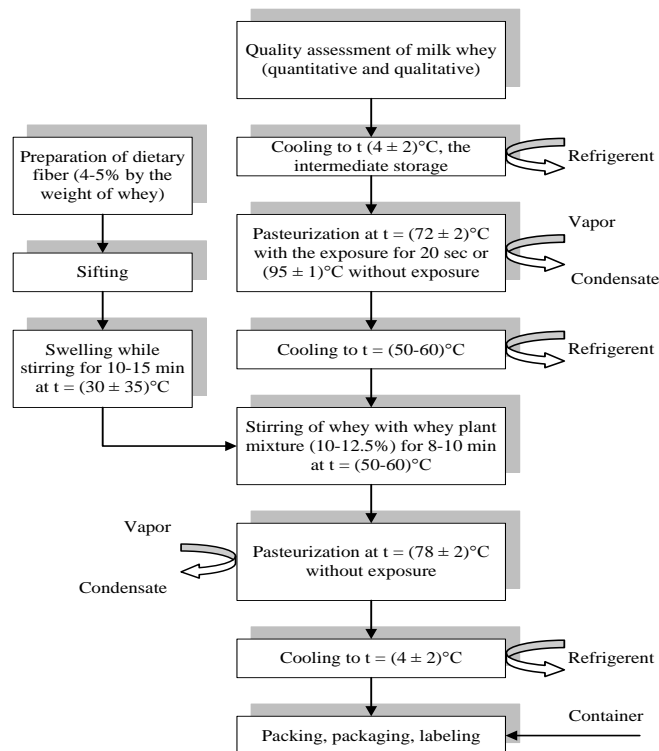 Quality assessment of milk whey
(quantitative and qualitative)
Cooling to t (4 ± 2)°C, the
intermediate storage
Refrigerent
Preparation of dietary
fiber (4-5% by the
weight of whey)
Pasteurization at t = (72 ± 2)°C
with the exposure for 20 sec or
(95 ± 1)°C without exposure
Vapor
Condensate
Sifting
Swelling while
stirring for 10-15 min
at t = (30 ± 35)°C
Cooling to t = (50-60)°C
Refrigerent
Stirring of whey with whey plant
mixture (10-12.5%) for 8-10 min
at t = (50-60)°C
Vapor
Condensate
Pasteurization at t = (78 ± 2)°C
without exposure
Cooling to t = (4 ± 2)°C
Refrigerent
Packing, packaging, labeling
Container